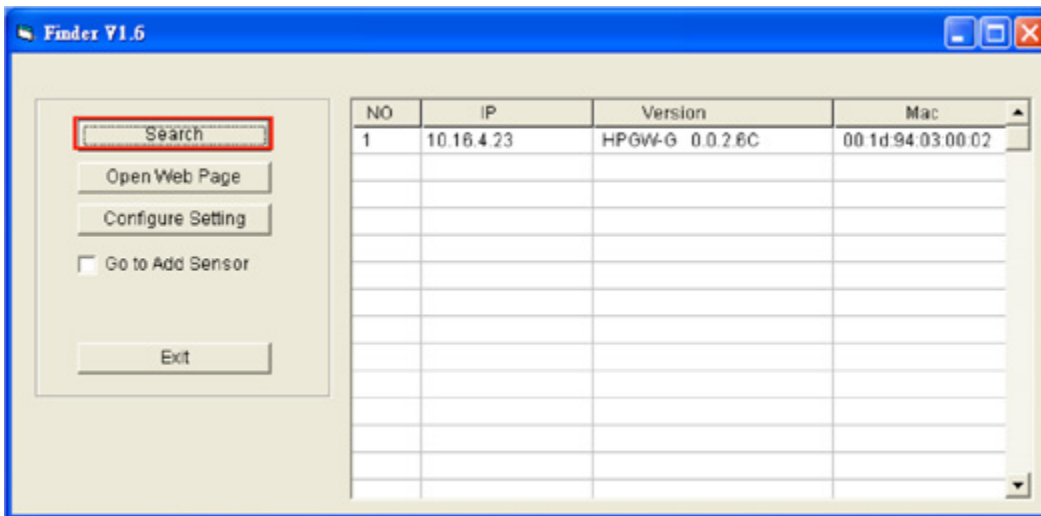 Finder V1.6
Search
Open Web Page
Configure Setting
Go to Add Sensor
Exit
NO IP Version Mac
1 10.16.4.23 HPGW-G 0.0.2.6C 00:1d:94:03:00:02